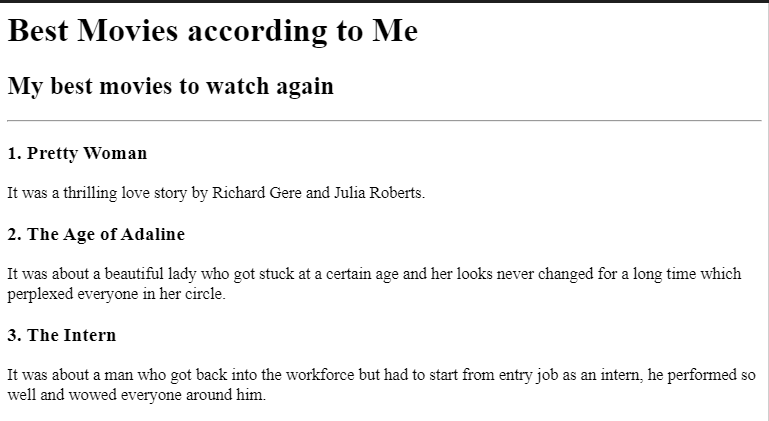 Best Movies according to Me
My best movies to watch again
1. Pretty Woman
It was a thrilling love story by Richard Gere and Julia Roberts.
2. The Age of Adaline
It was about a beautiful lady who got stuck at a certain age and her looks never changed for a long time which
perplexed everyone in her circle.
3. The Intern
It was about a man who got back into the workforce but had to start from entry job as an intern, he performed so
well and wowed everyone around him.